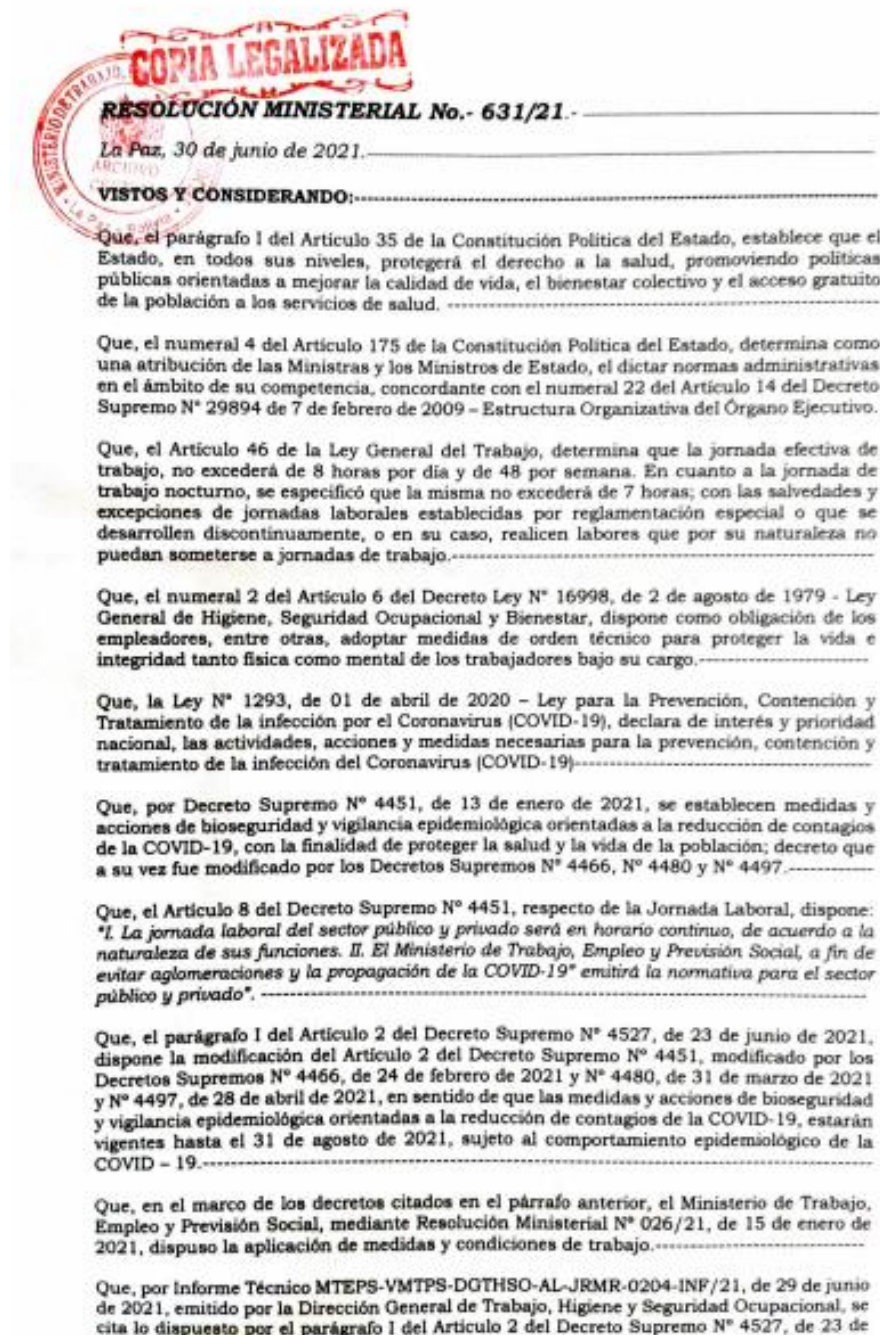 COPIA LEGALIZADA
MINISTERIO DE TRABAJO,
ARCHIVO
La Paz - Bolivia
RESOLUCIÓN MINISTERIAL No.- 631/21.-
La Paz, 30 de junio de 2021.
VISTOS Y CONSIDERANDO:
Que, el parágrafo I del Artículo 35 de la Constitución Política del Estado, establece que el
Estado, en todos sus niveles, protegerá el derecho a la salud, promoviendo políticas
públicas orientadas a mejorar la calidad de vida, el bienestar colectivo y el acceso gratuito
de la población a los servicios de salud.
Que, el numeral 4 del Artículo 175 de la Constitución Política del Estado, determina como
una atribución de las Ministras y los Ministros de Estado, el dictar normas administrativas
en el ámbito de su competencia, concordante con el numeral 22 del Artículo 14 del Decreto
Supremo N° 29894 de 7 de febrero de 2009 – Estructura Organizativa del Órgano Ejecutivo.
Que, el Artículo 46 de la Ley General del Trabajo, determina que la jornada efectiva de
trabajo, no excederá de 8 horas por día y de 48 por semana. En cuanto a la jornada de
trabajo nocturno, se especificó que la misma no excederá de 7 horas; con las salvedades y
excepciones de jornadas laborales establecidas por reglamentación especial o que se
desarrollen discontinuamente, o en su caso, realicen labores que por su naturaleza no
puedan someterse a jornadas de trabajo.
Que, el numeral 2 del Artículo 6 del Decreto Ley N° 16998, de 2 de agosto de 1979 - Ley
General de Higiene, Seguridad Ocupacional y Bienestar, dispone como obligación de los
empleadores, entre otras, adoptar medidas de orden técnico para proteger la vida e
integridad tanto física como mental de los trabajadores bajo su cargo.
Que, la Ley N° 1293, de 01 de abril de 2020 – Ley para la Prevención, Contención y
Tratamiento de la infección por el Coronavirus (COVID-19), declara de interés y prioridad
nacional, las actividades, acciones y medidas necesarias para la prevención, contención y
tratamiento de la infección del Coronavirus (COVID-19)
Que, por Decreto Supremo N° 4451, de 13 de enero de 2021, se establecen medidas y
acciones de bioseguridad y vigilancia epidemiológica orientadas a la reducción de contagios
de la COVID-19, con la finalidad de proteger la salud y la vida de la población; decreto que
a su vez fue modificado por los Decretos Supremos N° 4466, N° 4480 y N° 4497.
Que, el Artículo 8 del Decreto Supremo N° 4451, respecto de la Jornada Laboral, dispone:
"I. La jornada laboral del sector público y privado será en horario continuo, de acuerdo a la
naturaleza de sus funciones. II. El Ministerio de Trabajo, Empleo y Previsión Social, a fin de
evitar aglomeraciones y la propagación de la COVID-19" emitirá la normativa para el sector
público y privado".
Que, el parágrafo I del Artículo 2 del Decreto Supremo N° 4527, de 23 de junio de 2021,
dispone la modificación del Artículo 2 del Decreto Supremo N° 4451, modificado por los
Decretos Supremos N° 4466, de 24 de febrero de 2021 y N° 4480, de 31 de marzo de 2021
y N° 4497, de 28 de abril de 2021, en sentido de que las medidas y acciones de bioseguridad
y vigilancia epidemiológica orientadas a la reducción de contagios de la COVID-19, estarán
vigentes hasta el 31 de agosto de 2021, sujeto al comportamiento epidemiológico de la
COVID – 19.
Que, en el marco de los decretos citados en el párrafo anterior, el Ministerio de Trabajo,
Empleo y Previsión Social, mediante Resolución Ministerial N° 026/21, de 15 de enero de
2021, dispuso la aplicación de medidas y condiciones de trabajo.
Que, por Informe Técnico MTEPS-VMTPS-DGTHSO-AL-JRMR-0204-INF/21, de 29 de junio
de 2021, emitido por la Dirección General de Trabajo, Higiene y Seguridad Ocupacional, se
cita lo dispuesto por el parágrafo I del Artículo 2 del Decreto Supremo N° 4527, de 23 de